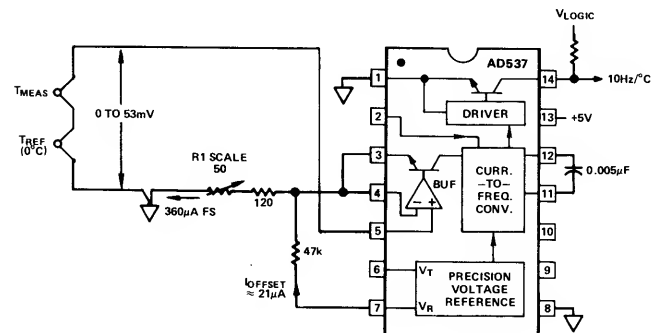 VLOGIC
AD537
1
14
10Hz/°C
TMEAS
2
DRIVER
13
+5V
0 TO 53mV
TREF
(0°C)
3
12
0.005µF
R1 SCALE
50
BUF
CURR.
-TO-
FREQ.
CONV.
4
11
360µA FS
120
- +
5
10
47k
IOFFSET
≈ 21µA
6
VT
PRECISION
VOLTAGE
REFERENCE
9
7
VR
8